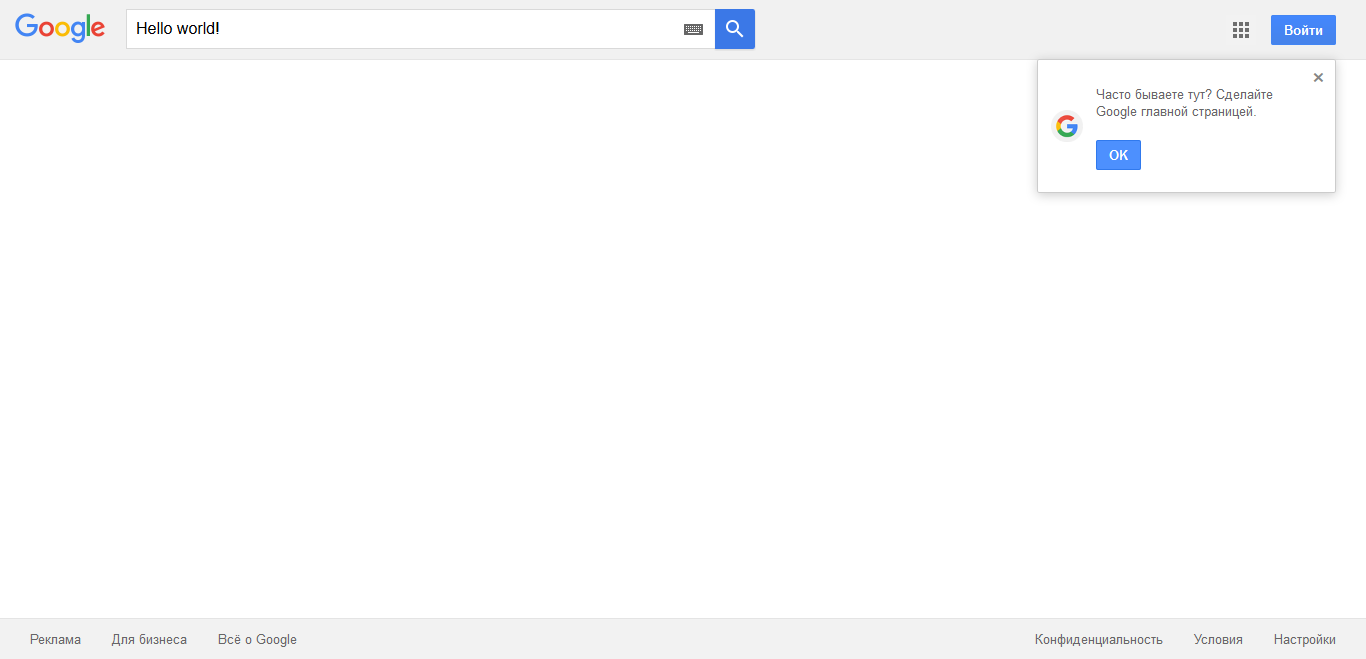 Google
Hello world!
Войти
Часто бываете тут? Сделайте
Google главной страницей.
ОК
Реклама
Для бизнеса
Всё о Google
Конфиденциальность
Условия
Настройки